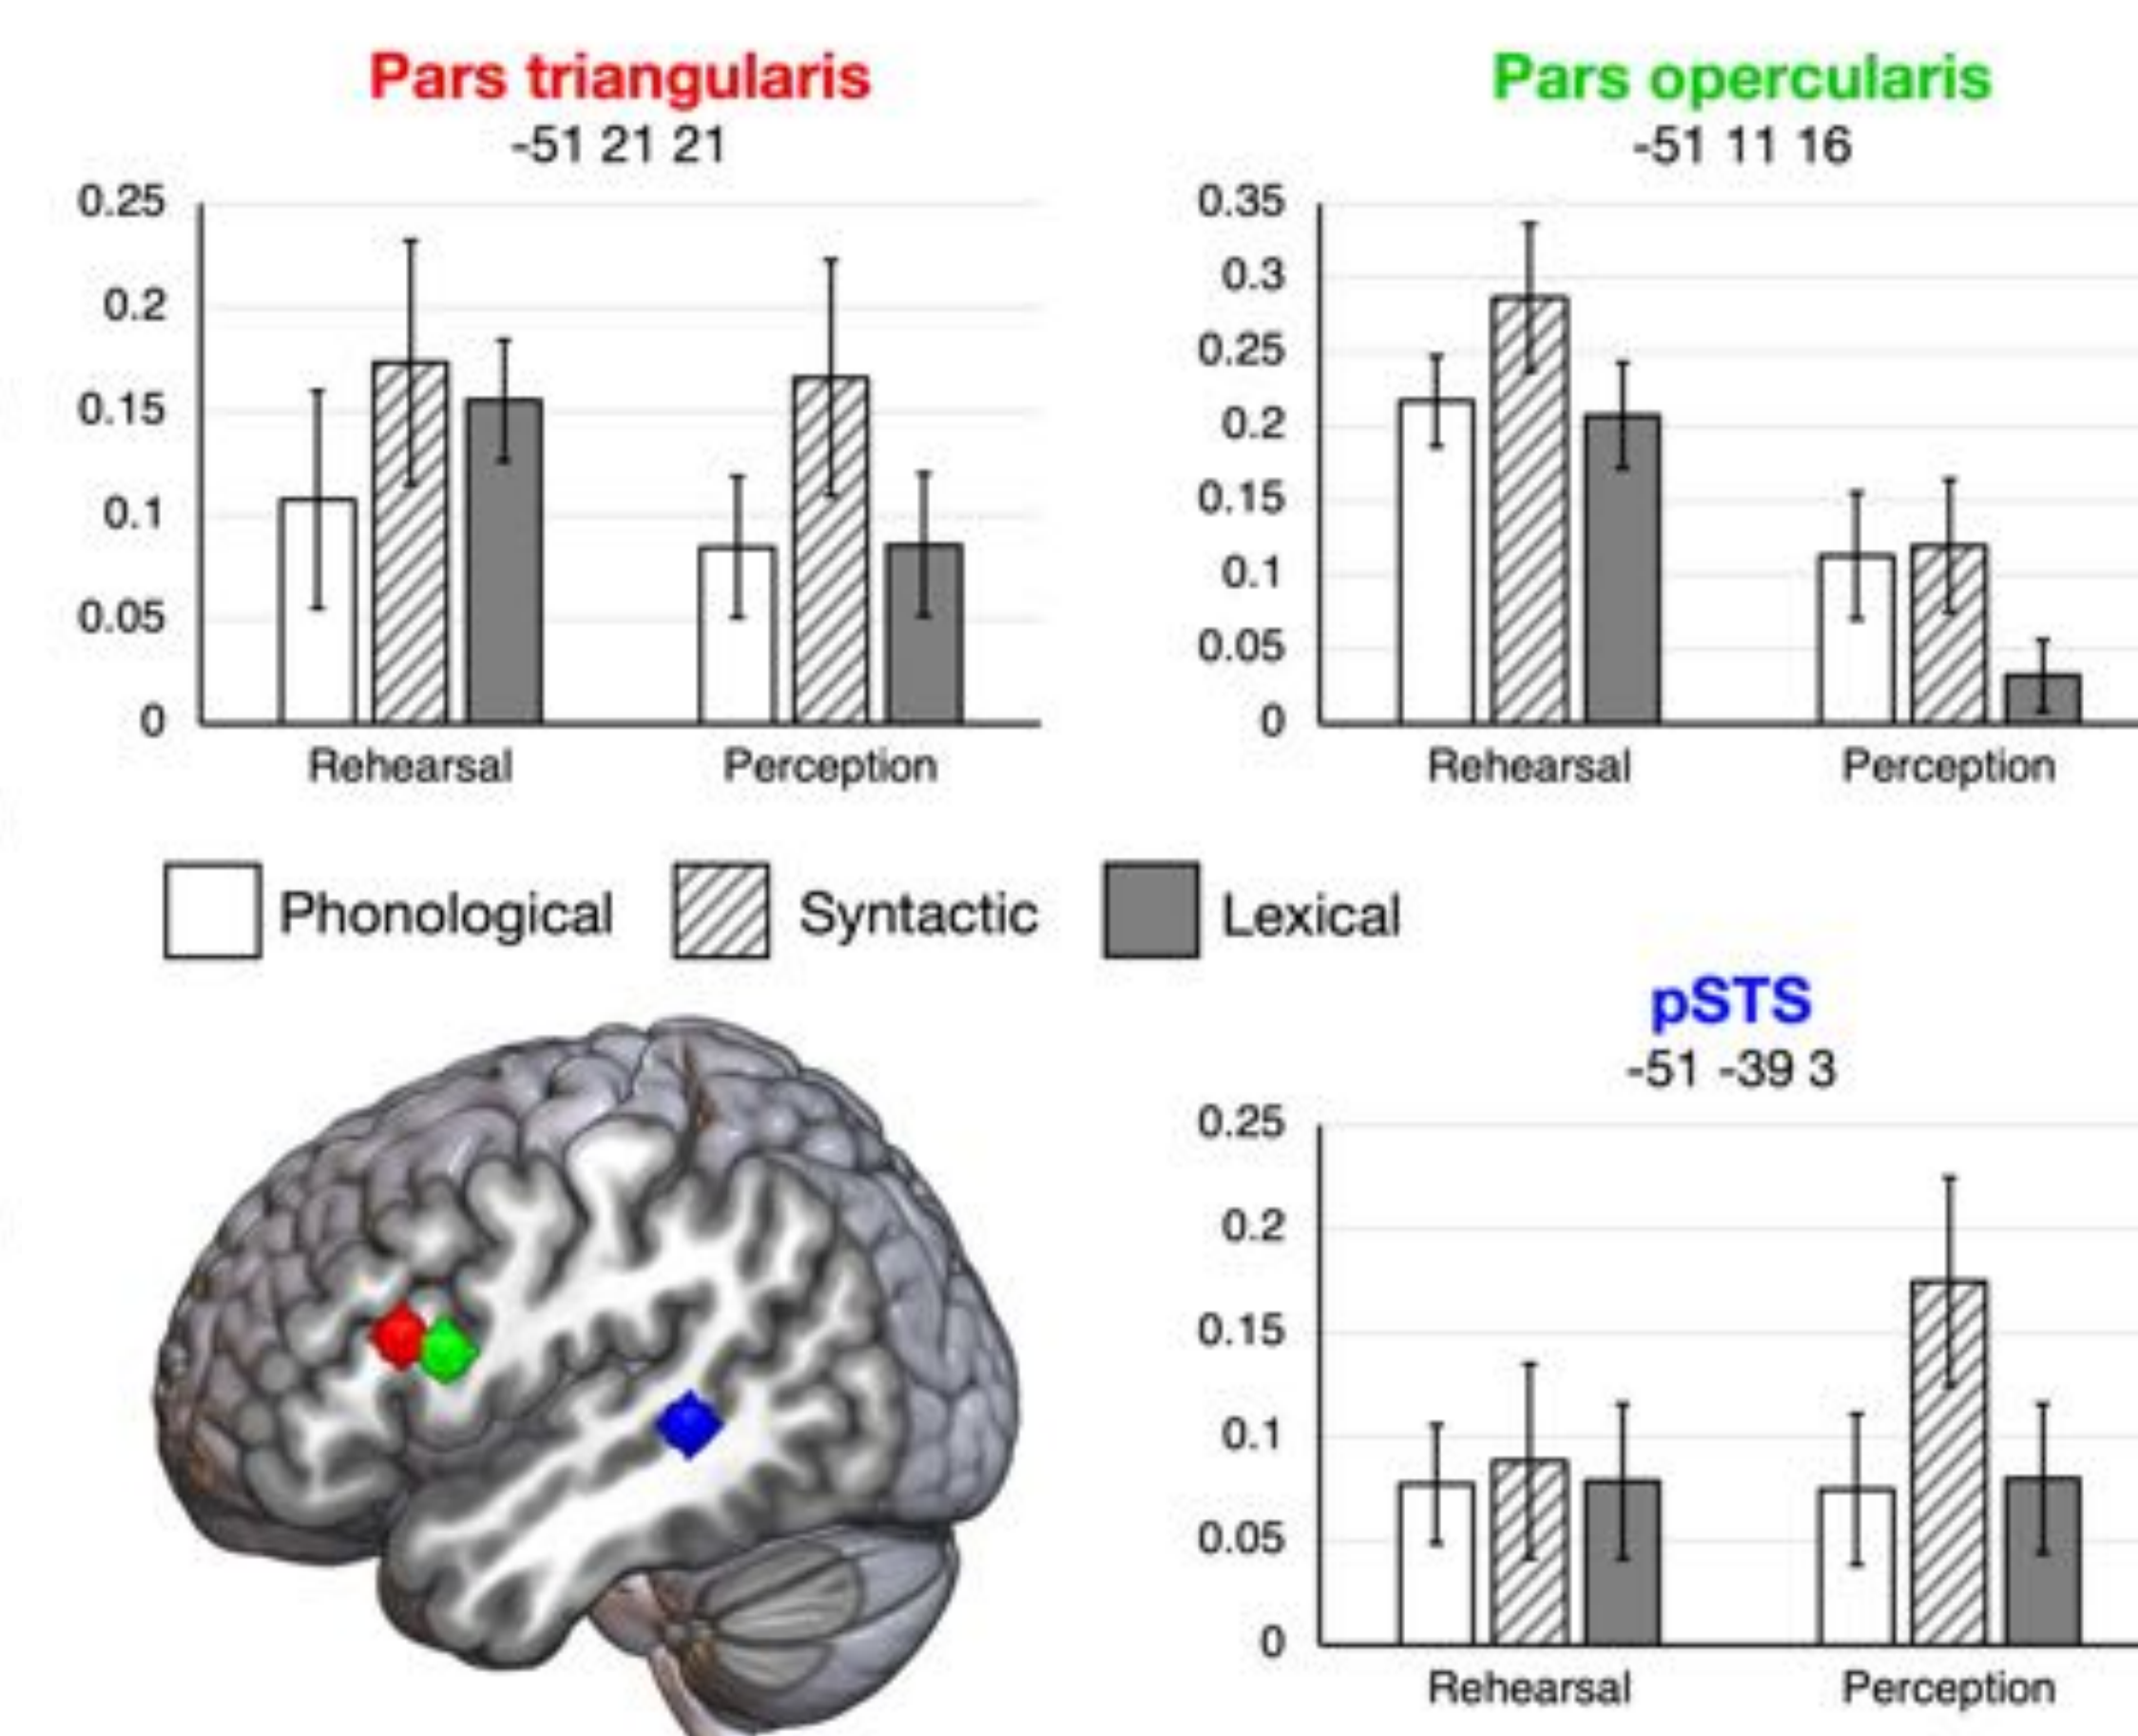 Pars triangularis
-51 21 21
0.25
0.2
0.15
0.1
0.05
0
Rehearsal Perception
Pars opercularis
-51 11 16
0.35
0.3
0.25
0.2
0.15
0.1
0.05
0
Rehearsal Perception
Phonological Syntactic Lexical
pSTS
-51 -39 3
0.25
0.2
0.15
0.1
0.05
0
Rehearsal Perception